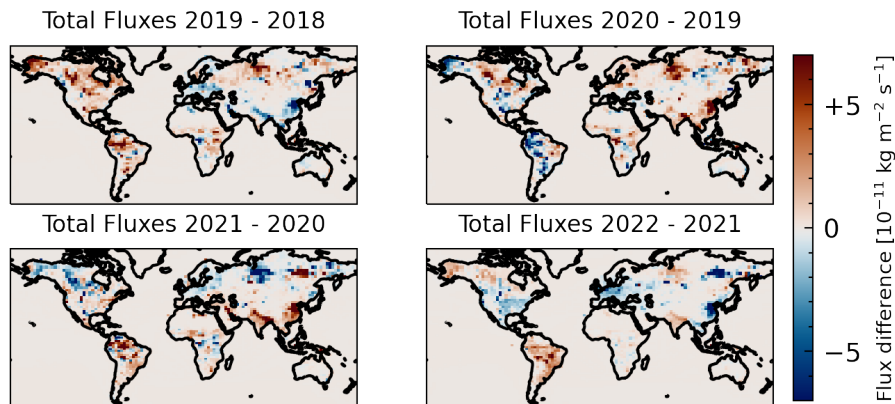 Total Fluxes 2019 - 2018
Total Fluxes 2020 - 2019
Total Fluxes 2021 - 2020
Total Fluxes 2022 - 2021
+5
0
−5
Flux difference [10⁻¹¹ kg m⁻² s⁻¹]